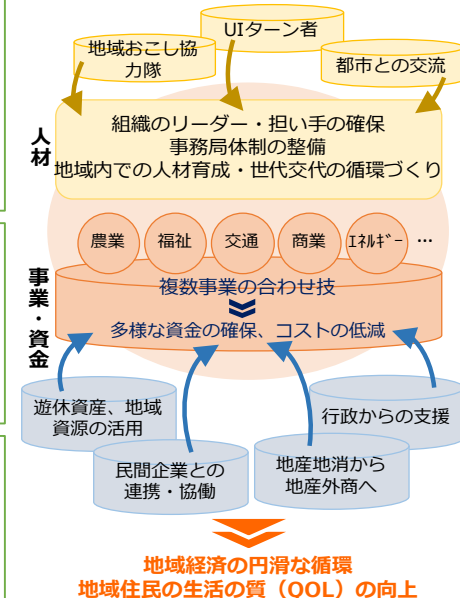 地域おこし協
力隊
UIターン者
都市との交流
人材
組織のリーダー・担い手の確保
事務局体制の整備
地域内での人材育成・世代交代の循環づくり
農業
福祉
交通
商業
ｴﾈﾙｷﾞｰ
…
事業・資金
複数事業の合わせ技
多様な資金の確保、コストの低減
遊休資産、地域
資源の活用
民間企業との
連携・協働
地産地消から
地産外商へ
行政からの支援
地域経済の円滑な循環
地域住民の生活の質（QOL）の向上